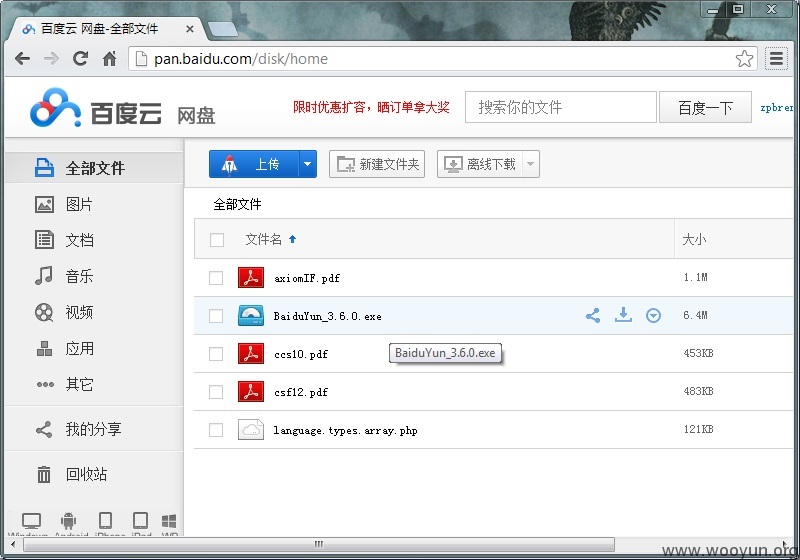 百度云 网盘-全部文件
pan.baidu.com/disk/home
百度云 网盘
限时优惠扩容，晒订单拿大奖
搜索你的文件
百度一下
zpbren
全部文件
图片
文档
音乐
视频
应用
其它
我的分享
回收站
上传
新建文件夹
离线下载
全部文件
文件名
大小
axiomIF.pdf
1.1M
BaiduYun_3.6.0.exe
6.4M
BaiduYun_3.6.0.exe
ccs10.pdf
453KB
csf12.pdf
483KB
language.types.array.php
121KB
www.wooyun.org